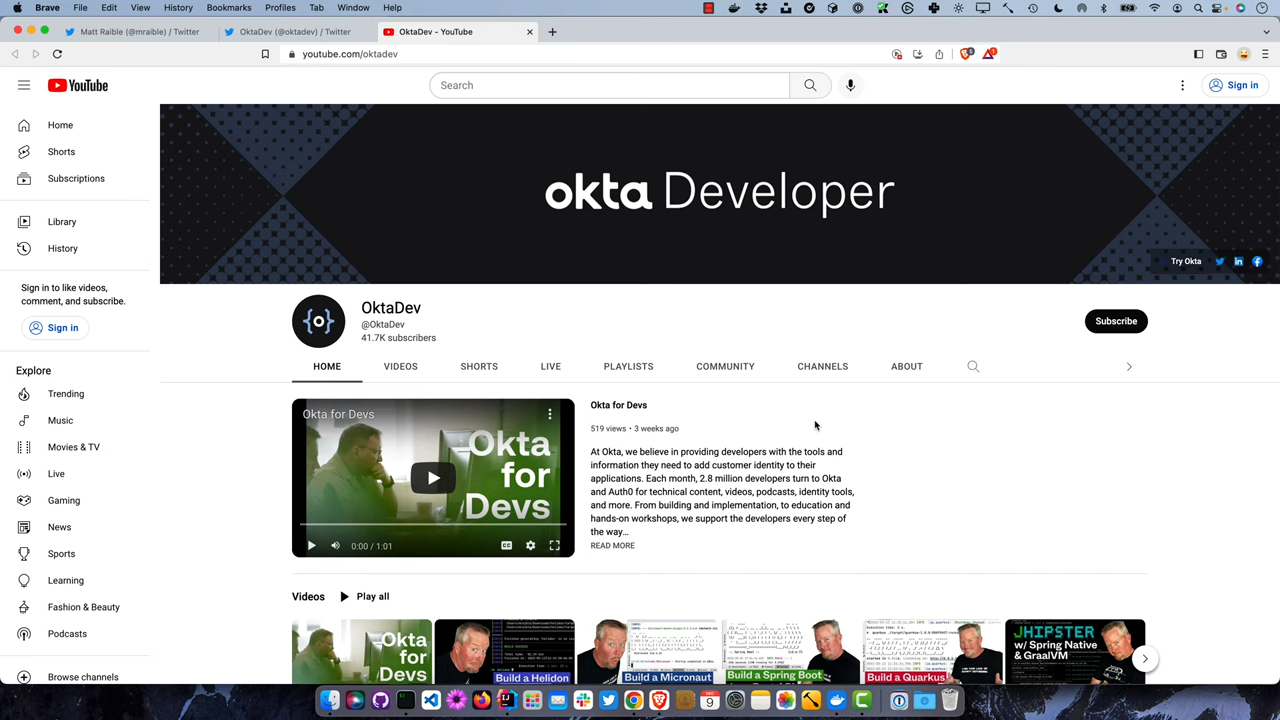 Brave File Edit View History Bookmarks Profiles Tab Window Help
Matt Raible (@mraible) / Twitter
OktaDev (@oktadev) / Twitter
OktaDev - YouTube
youtube.com/oktadev
YouTube
Search
Sign in
Home
Shorts
Subscriptions
Library
History
Sign in to like videos,
comment, and subscribe.
Sign in
Explore
Trending
Music
Movies & TV
Live
Gaming
News
Sports
Learning
Fashion & Beauty
Podcasts
Browse channels
okta Developer
Try Okta
OktaDev
@OktaDev
41.7K subscribers
Subscribe
HOME VIDEOS SHORTS LIVE PLAYLISTS COMMUNITY CHANNELS ABOUT
Okta for Devs
Okta
for
Devs
0:00 / 1:01
Okta for Devs
519 views • 3 weeks ago
At Okta, we believe in providing developers with the tools and
information they need to add customer identity to their
applications. Each month, 2.8 million developers turn to Okta
and Auth0 for technical content, videos, podcasts, identity tools,
and more. From building and implementation, to education and
hands-on workshops, we support the developers every step of
the way...
READ MORE
Videos
Play all
Okta
for
Build a Helidon
Build a Micronaut
Build a Spring Boot
Build a Quarkus
JHIPSTER
w/ Spring Native
& GraalVM